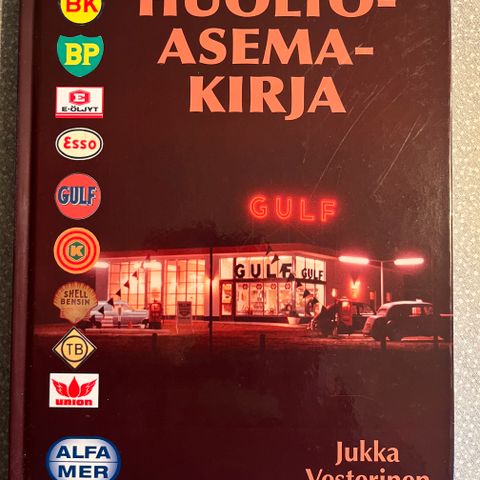 HUOLTO-
ASEMA-
KIRJA
BK
BP
E
E-ÖLJYT
Esso
GULF
K
SHELL
BENSIN
TB
UNION
ALFA
MER
GULF
GULF GULF
Jukka
Vesterinen